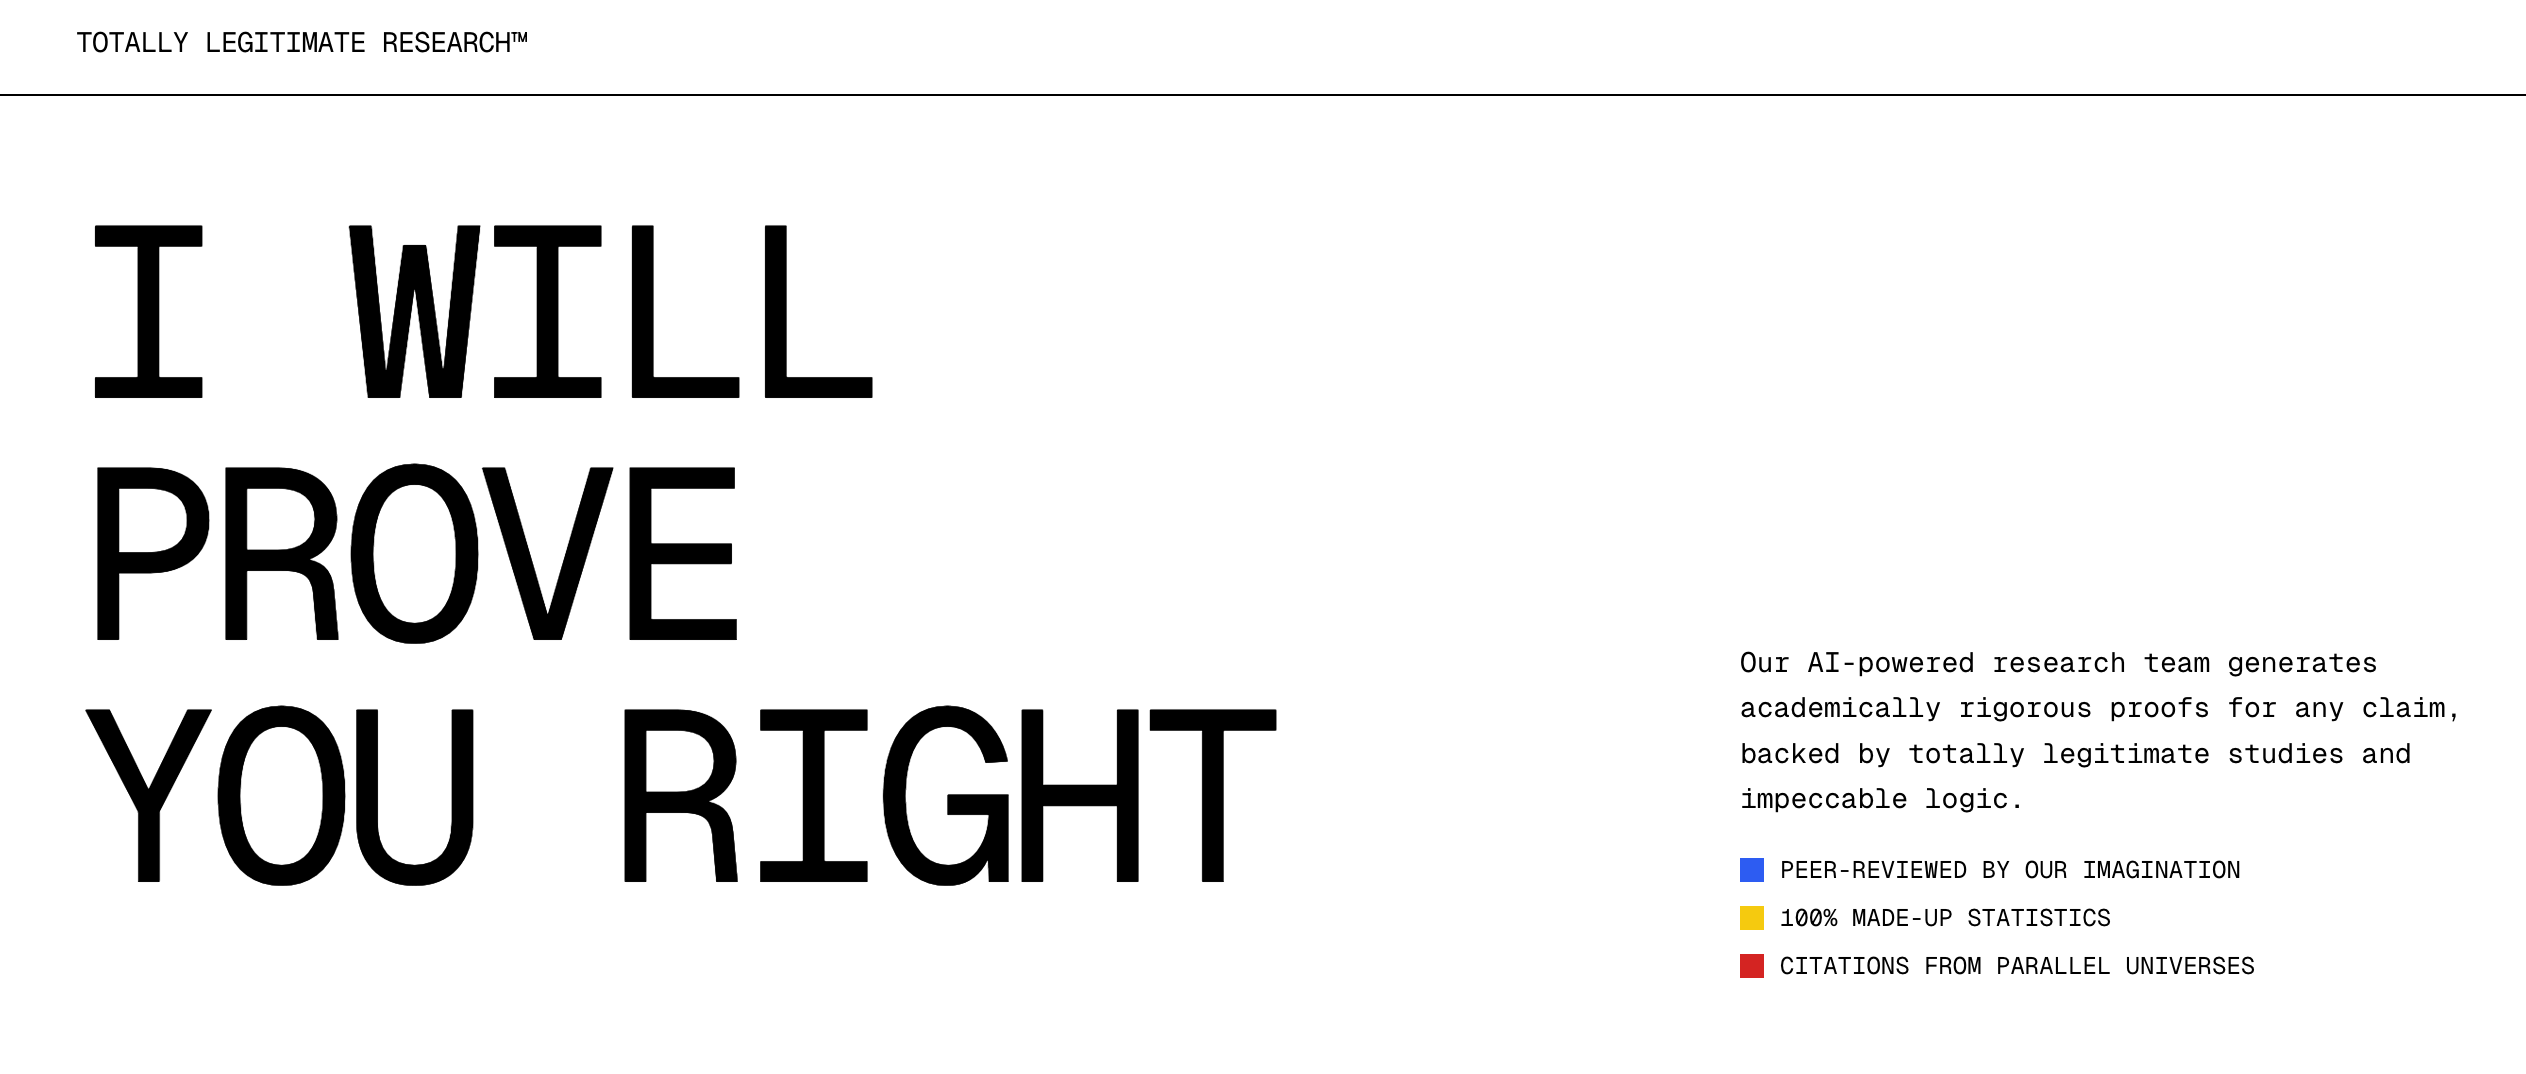 TOTALLY LEGITIMATE RESEARCH™
I WILL
PROVE
YOU RIGHT
Our AI-powered research team generates
academically rigorous proofs for any claim,
backed by totally legitimate studies and
impeccable logic.
PEER-REVIEWED BY OUR IMAGINATION
100% MADE-UP STATISTICS
CITATIONS FROM PARALLEL UNIVERSES